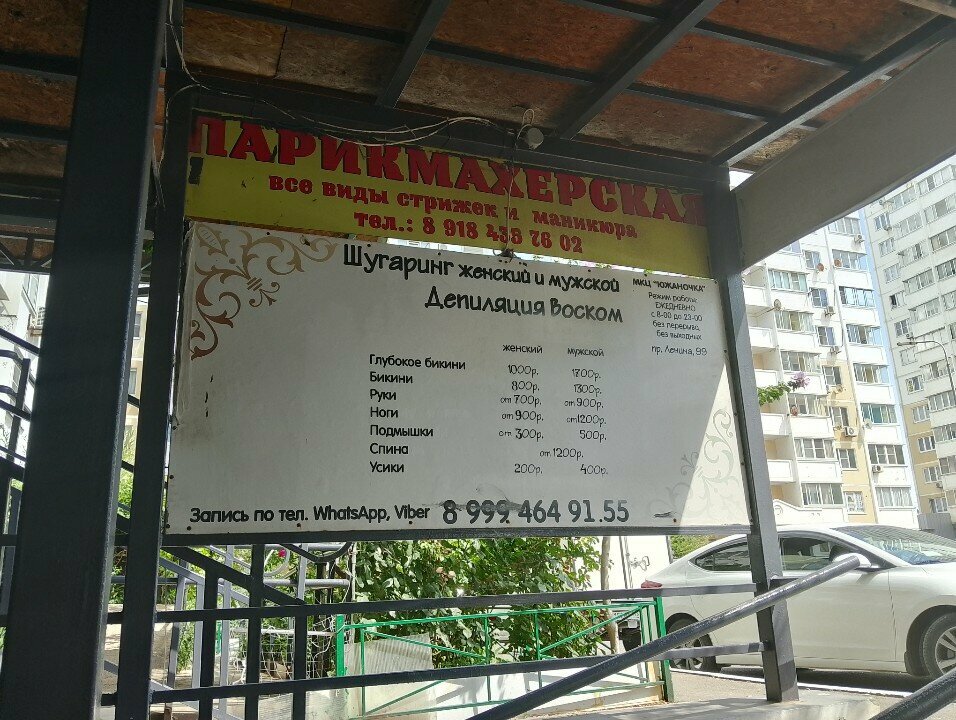 ПАРИКМАХЕРСКАЯ
все виды стрижек и маникюра
тел.: 8 918 438 76 02
Шугаринг женский и мужской
Депиляция воском
МКЦ "ЮЖАНОЧКА"
Режим работы:
ЕЖЕДНЕВНО
с 8-00 до 23-00
без перерыва,
без выходных
пр. Ленина, 99
женский мужской
Глубокое бикини 1000р. 1700р.
Бикини 800р. 1300р.
Руки от 700р. от 900р.
Ноги от 900р. от 1200р.
Подмышки от 300р. 500р.
Спина от 1200р.
Усики 200р. 400р.
Запись по тел. WhatsApp, Viber 8 999 464 91 55